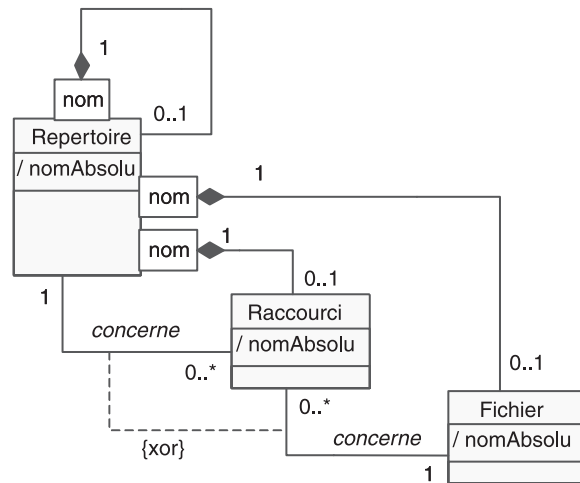 1
nom
0..1
Repertoire
/ nomAbsolu
nom
1
nom
1
0..1
1
concerne
Raccourci
/ nomAbsolu
0..*
0..1
0..*
Fichier
{xor}
concerne
/ nomAbsolu
1